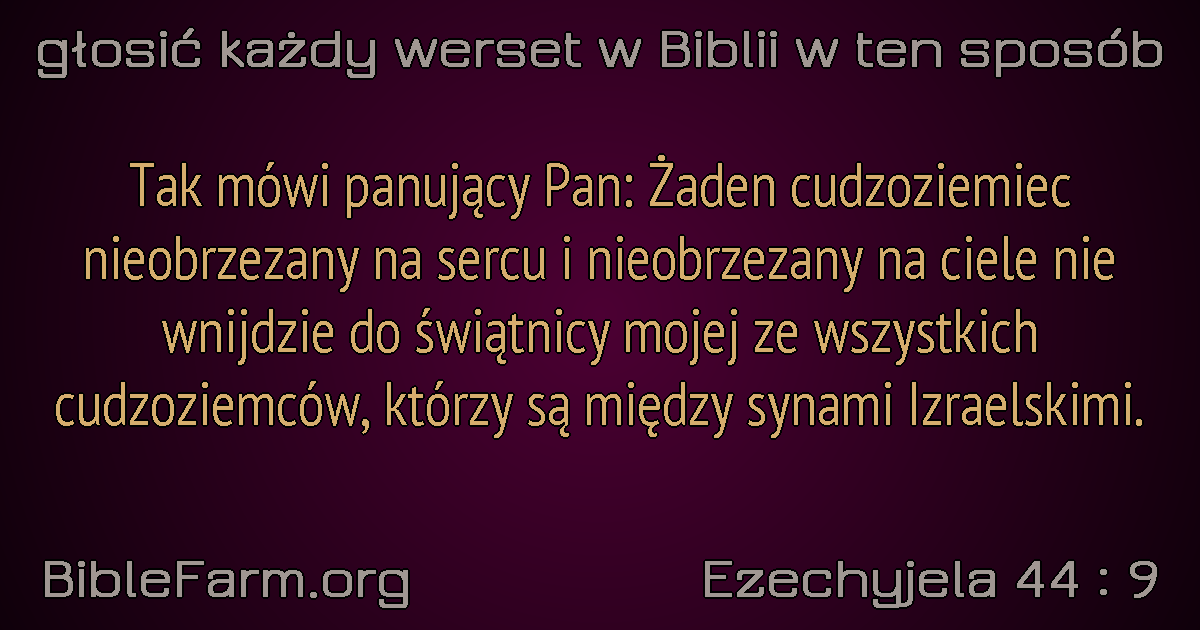 głosić każdy werset w Biblii w ten sposób
Tak mówi panujący Pan: Żaden cudzoziemiec
nieobrzezany na sercu i nieobrzezany na ciele nie
wnijdzie do świątnicy mojej ze wszystkich
cudzoziemców, którzy są między synami Izraelskimi.
BibleFarm.org
Ezechyjela 44 : 9